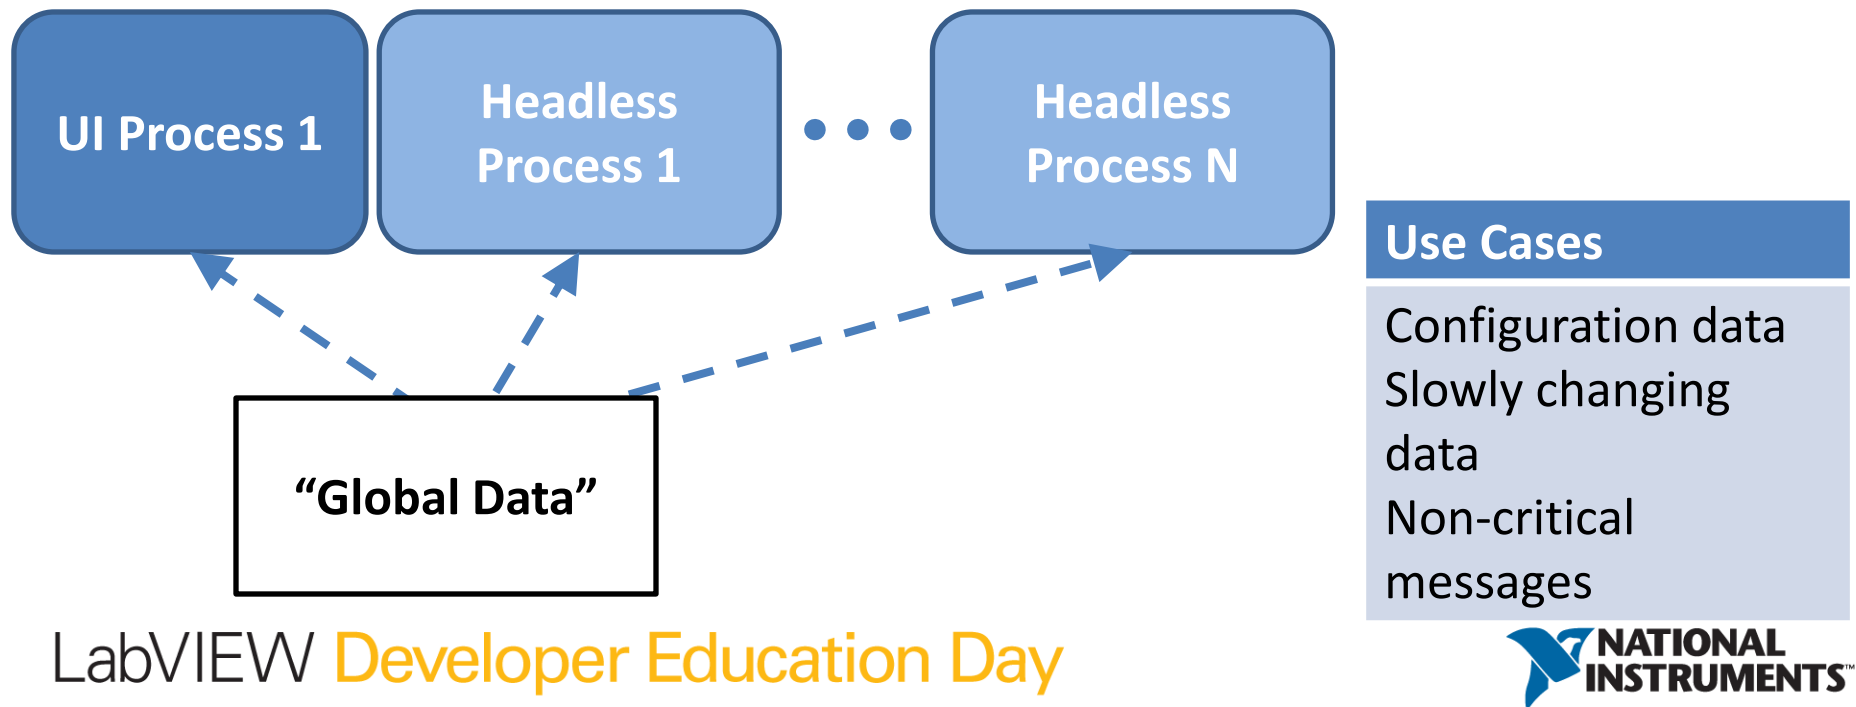 UI Process 1
Headless
Process 1
Headless
Process N
“Global Data”
Use Cases
Configuration data
Slowly changing
data
Non-critical
messages
LabVIEW Developer Education Day
NATIONAL
INSTRUMENTS™